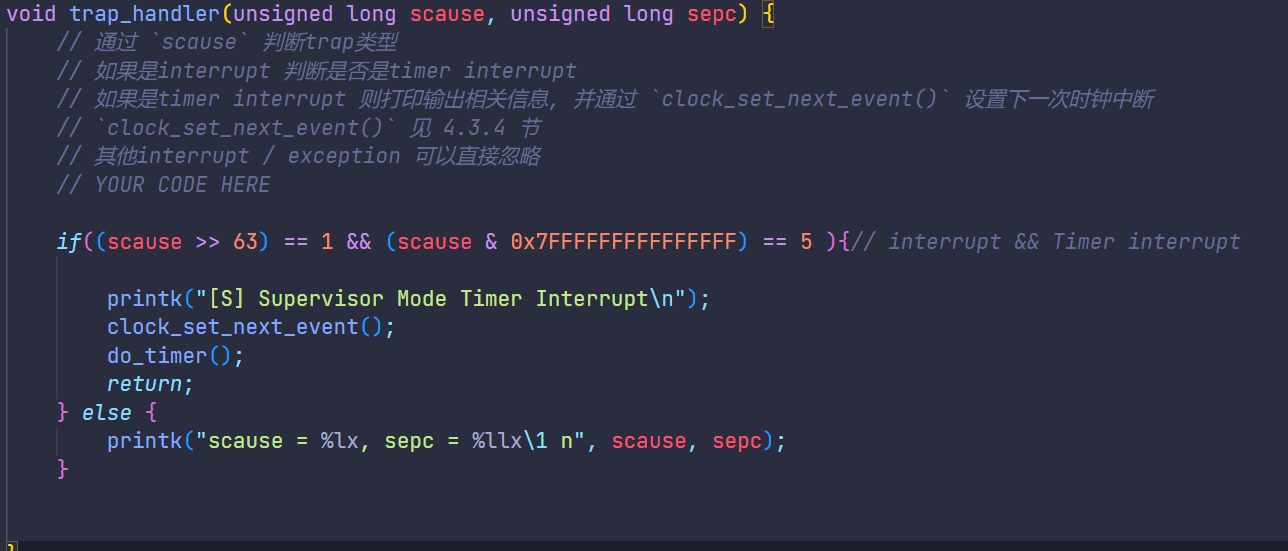 void trap_handler(unsigned long scause, unsigned long sepc) {
// 通过 `scause` 判断trap类型
// 如果是interrupt 判断是否是timer interrupt
// 如果是timer interrupt 则打印输出相关信息, 并通过 `clock_set_next_event()` 设置下一次时钟中断
// `clock_set_next_event()` 见 4.3.4 节
// 其他interrupt / exception 可以直接忽略
// YOUR CODE HERE
if((scause >> 63) == 1 && (scause & 0x7FFFFFFFFFFFFFFF) == 5 ){// interrupt && Timer interrupt
printk("[S] Supervisor Mode Timer Interrupt\n");
clock_set_next_event();
do_timer();
return;
} else {
printk("scause = %lx, sepc = %llx\1 n", scause, sepc);
}
}